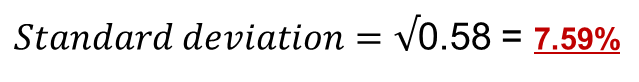 Standard deviation = √0.58 = 7.59%